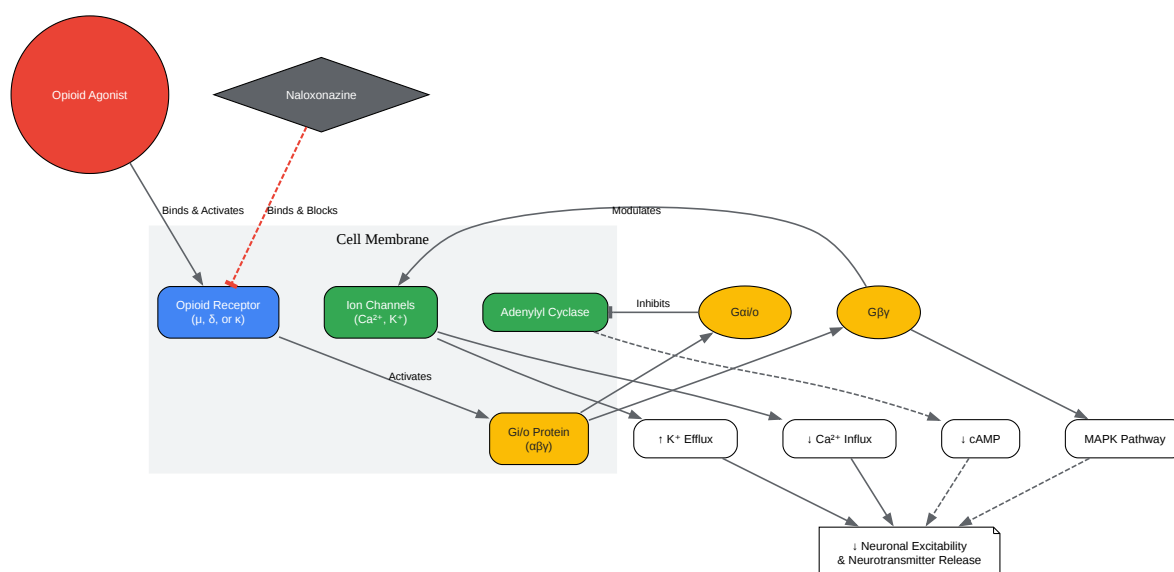 Opioid Agonist
Naloxonazine
Binds & Activates
Binds & Blocks
Modulates
Cell Membrane
Opioid Receptor
(μ, δ, or κ)
Ion Channels
(Ca²⁺, K⁺)
Adenylyl Cyclase
Inhibits
Gαi/o
Gβγ
Activates
Gi/o Protein
(αβγ)
↑ K⁺ Efflux
↓ Ca²⁺ Influx
↓ cAMP
MAPK Pathway
↓ Neuronal Excitability
& Neurotransmitter Release